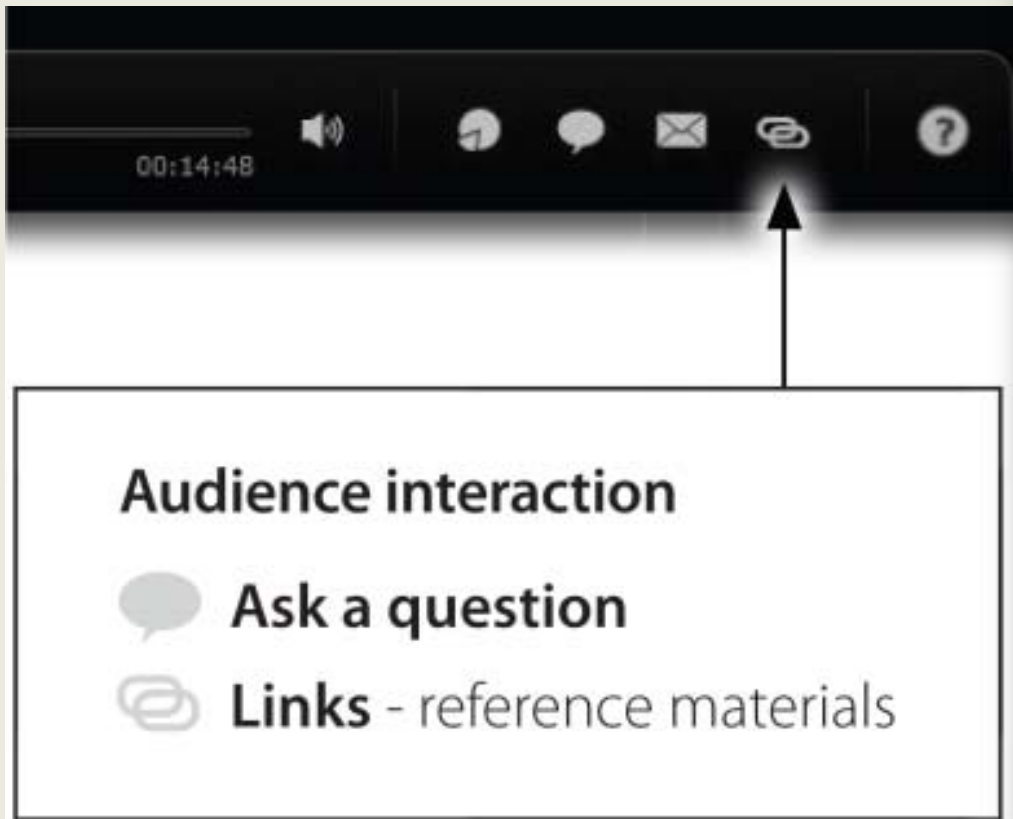 00:14:48
?
Audience interaction
Ask a question
Links - reference materials